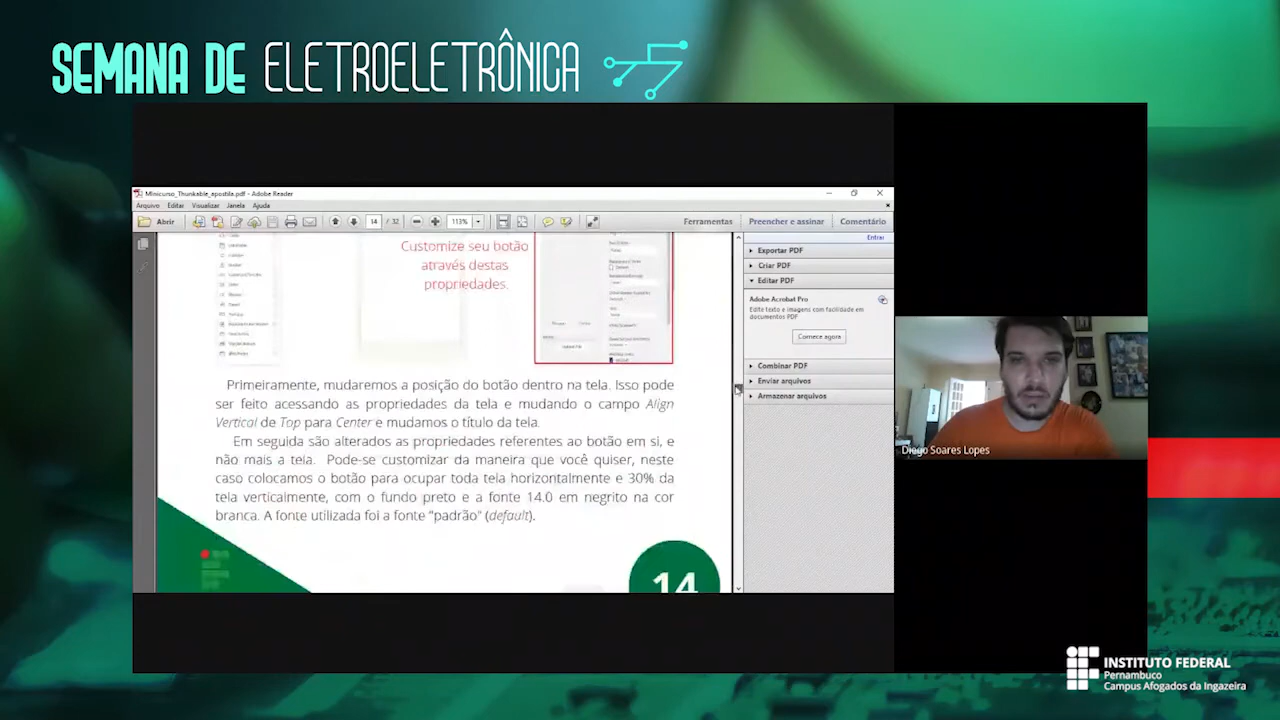 SEMANA DE ELETROELETRÔNICA
Minicurso_Thunkable_apostila.pdf - Adobe Reader
Arquivo Editar Visualizar Janela Ajuda
Abrir 14 / 32 113% Ferramentas Preencher e assinar Comentário
Entrar
Customize seu botão
através destas
propriedades.
Exportar PDF
Criar PDF
Editar PDF
Adobe Acrobat Pro
Edite texto e imagens com facilidade em
documentos PDF
Comece agora
Combinar PDF
Enviar arquivos
Armazenar arquivos
Primeiramente, mudaremos a posição do botão dentro na tela. Isso pode
ser feito acessando as propriedades da tela e mudando o campo Align
Vertical de Top para Center e mudamos o título da tela.
Em seguida são alterados as propriedades referentes ao botão em si, e
não mais a tela. Pode-se customizar da maneira que você quiser, neste
caso colocamos o botão para ocupar toda tela horizontalmente e 30% da
tela verticalmente, com o fundo preto e a fonte 14.0 em negrito na cor
branca. A fonte utilizada foi a fonte "padrão" (default).
14
Diego Soares Lopes
INSTITUTO FEDERAL
Pernambuco
Campus Afogados da Ingazeira